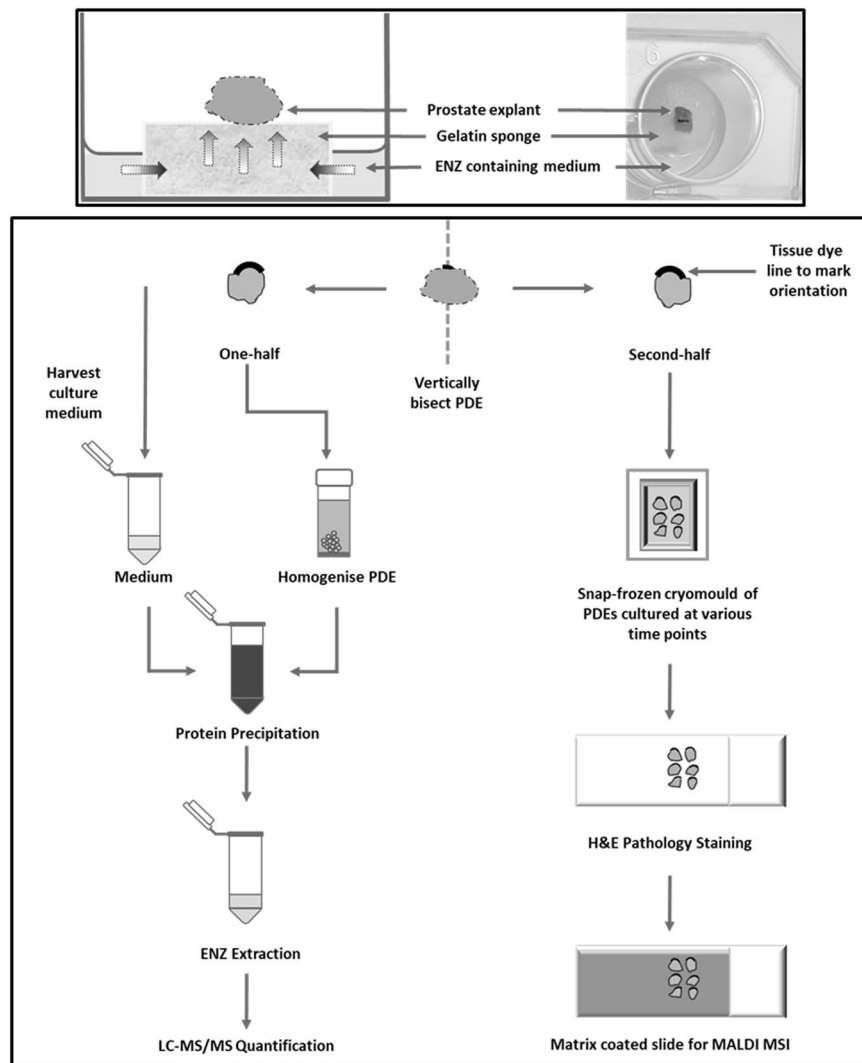 6
Prostate explant
Gelatin sponge
ENZ containing medium
Tissue dye
line to mark
orientation
One-half
Second-half
Vertically
bisect PDE
Harvest
culture
medium
Medium
Homogenise PDE
Snap-frozen cryomould of
PDEs cultured at various
time points
Protein Precipitation
H&E Pathology Staining
ENZ Extraction
LC-MS/MS Quantification
Matrix coated slide for MALDI MSI